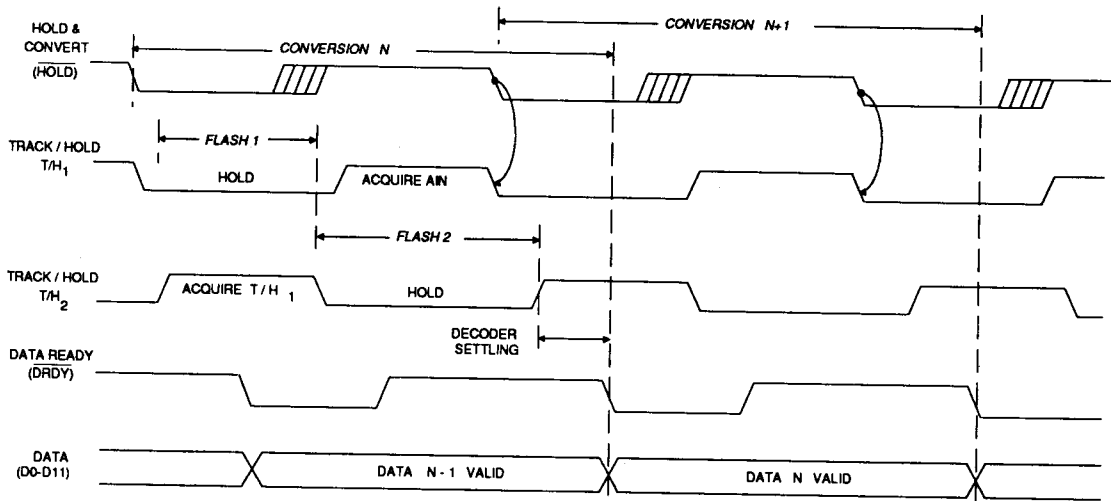 HOLD &
CONVERT
(HOLD)
CONVERSION N
CONVERSION N+1
FLASH 1
TRACK / HOLD
T/H1
HOLD
ACQUIRE AIN
FLASH 2
TRACK / HOLD
T/H2
ACQUIRE T / H 1
HOLD
DECODER
SETTLING
DATA READY
(DRDY)
DATA
(D0-D11)
DATA N - 1 VALID
DATA N VALID